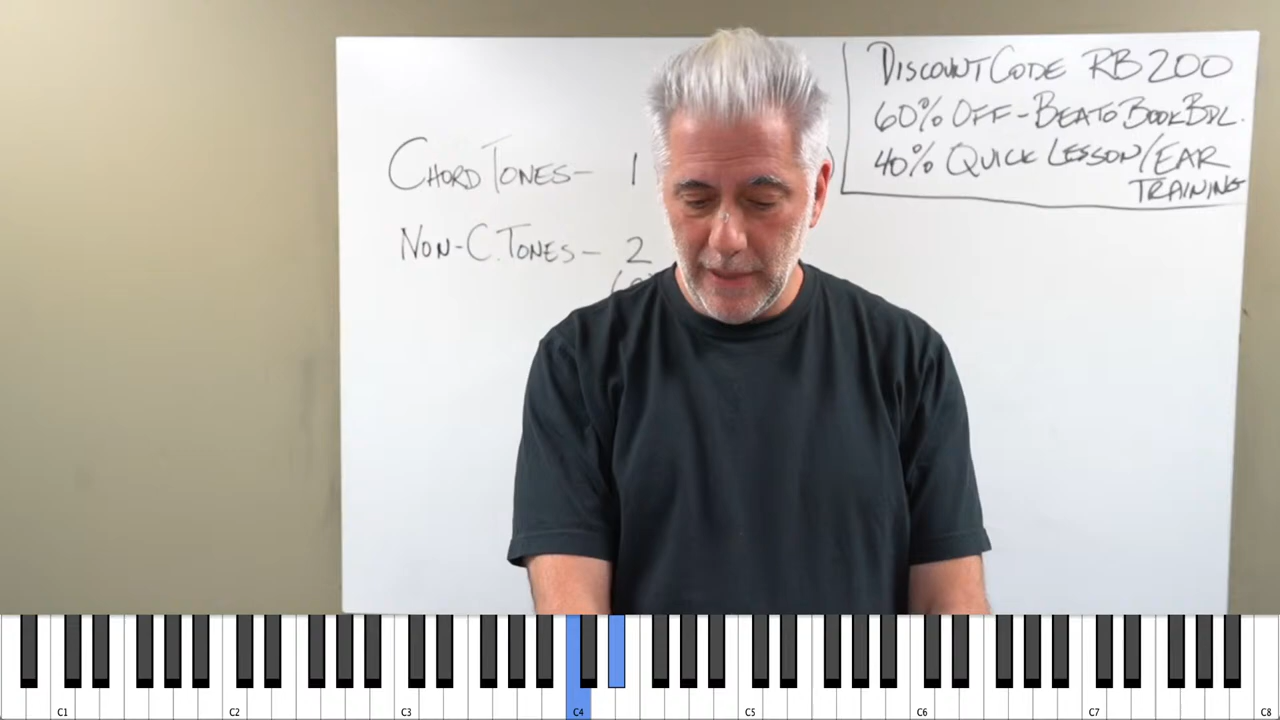 DISCOUNT CODE RB200
60% OFF - BEATO BOOK BDL.
40% QUICK LESSON/EAR
TRAINING
CHORD TONES - 1
NON-C. TONES - 2
C1 C2 C3 C4 C5 C6 C7 C8